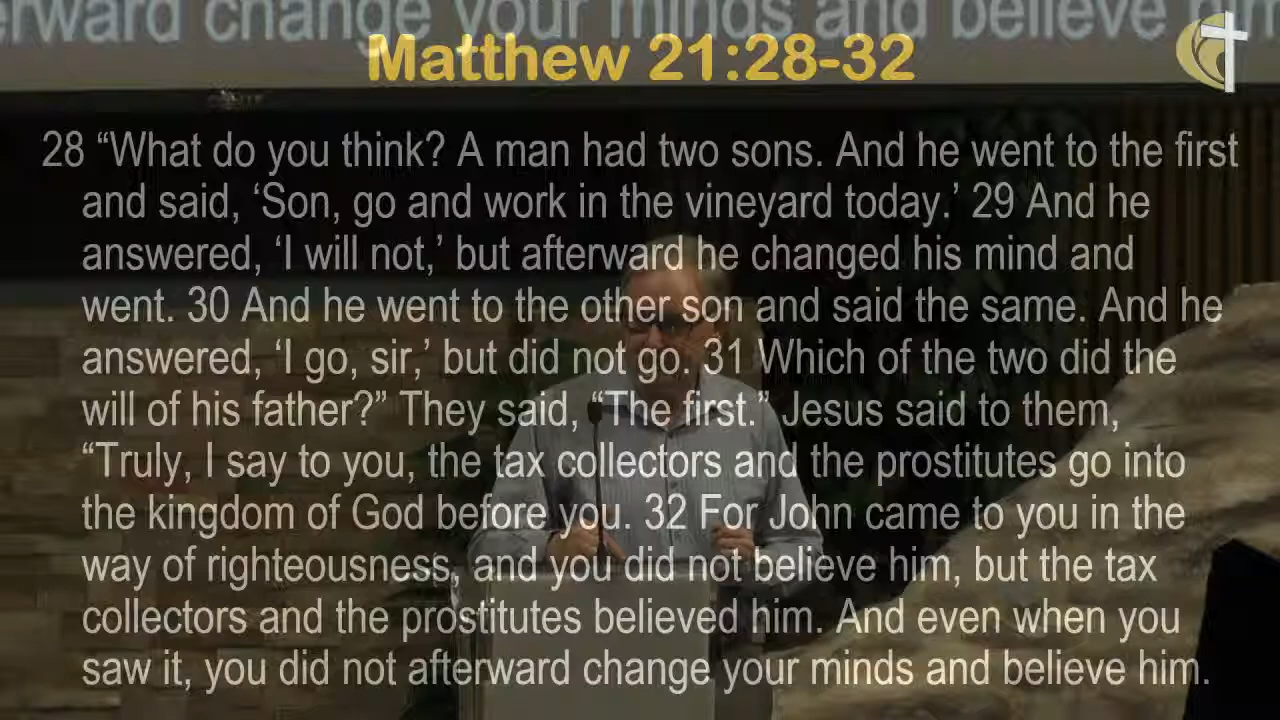 erward change your minds and believe him
Matthew 21:28-32
28 “What do you think? A man had two sons. And he went to the first
and said, ‘Son, go and work in the vineyard today.’ 29 And he
answered, ‘I will not,’ but afterward he changed his mind and
went. 30 And he went to the other son and said the same. And he
answered, ‘I go, sir,’ but did not go. 31 Which of the two did the
will of his father?” They said, “The first.” Jesus said to them,
“Truly, I say to you, the tax collectors and the prostitutes go into
the kingdom of God before you. 32 For John came to you in the
way of righteousness, and you did not believe him, but the tax
collectors and the prostitutes believed him. And even when you
saw it, you did not afterward change your minds and believe him.